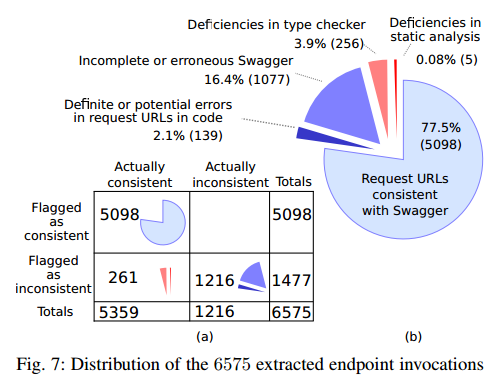 Deficiencies in type checker
3.9% (256)
Deficiencies in
static analysis
0.08% (5)
Incomplete or erroneous Swagger
16.4% (1077)
Definite or potential errors
in request URLs in code
2.1% (139)
77.5%
(5098)
Request URLs
consistent
with Swagger
Actually
consistent
Actually
inconsistent
Totals
Flagged
as
consistent
5098
5098
Flagged
as
inconsistent
261
1216
1477
Totals
5359
1216
6575
(a)
(b)
Fig. 7: Distribution of the 6575 extracted endpoint invocations